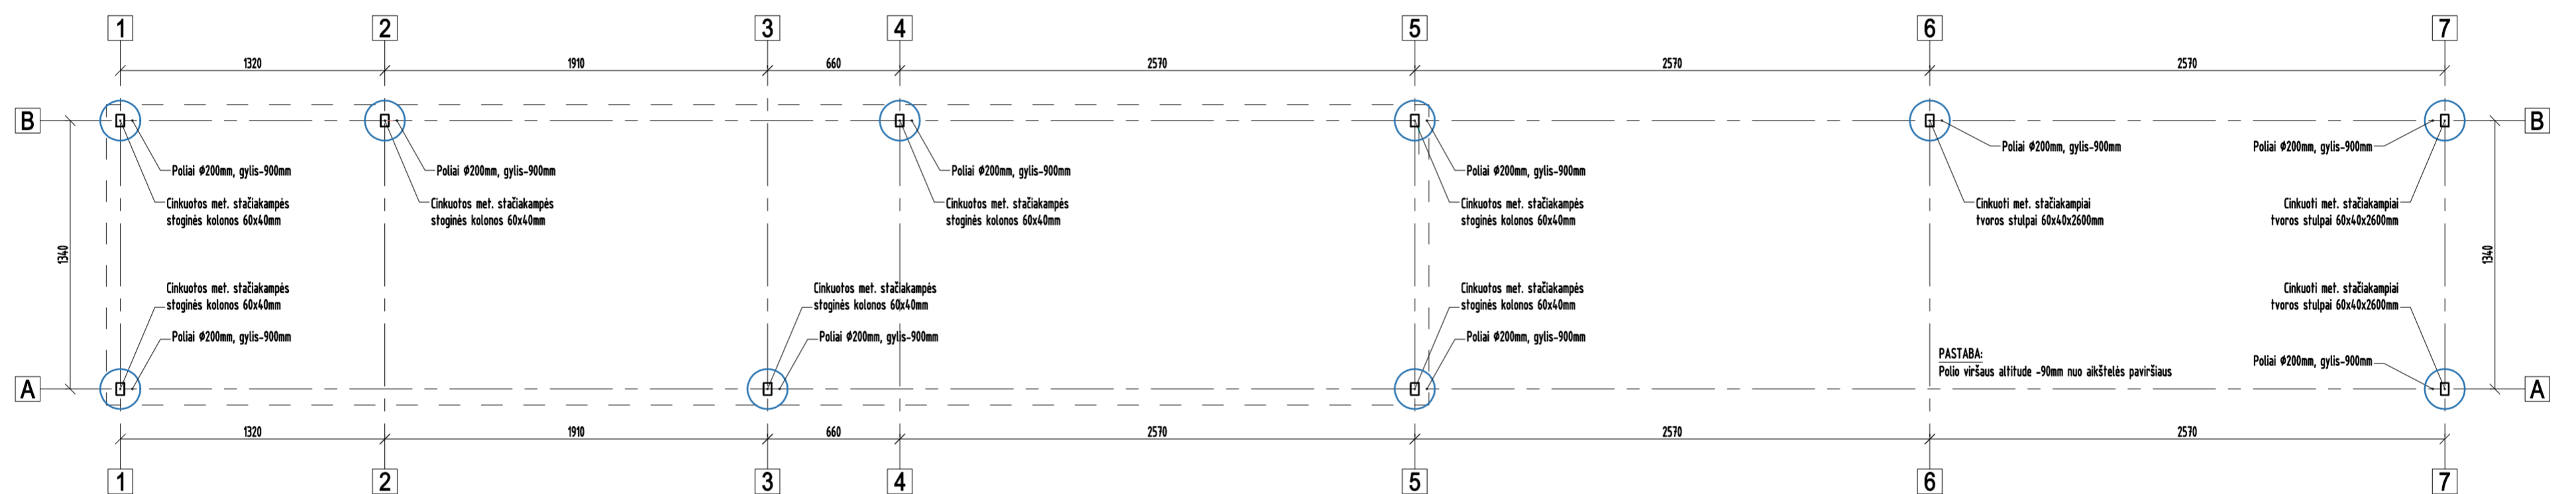 1 2 3 4 5 6 7
1320 1910 660 2570 2570 2570
B B
Poliai Ø200mm, gylis-900mm
Cinkuotos met. stačiakampės
stoginės kolonos 60x40mm
Poliai Ø200mm, gylis-900mm
Cinkuotos met. stačiakampės
stoginės kolonos 60x40mm
Poliai Ø200mm, gylis-900mm
Cinkuotos met. stačiakampės
stoginės kolonos 60x40mm
Poliai Ø200mm, gylis-900mm
Cinkuotos met. stačiakampės
stoginės kolonos 60x40mm
Poliai Ø200mm, gylis-900mm
Cinkuoti met. stačiakampiai
tvoros stulpai 60x40x2600mm
Poliai Ø200mm, gylis-900mm
Cinkuoti met. stačiakampiai
tvoros stulpai 60x40x2600mm
1340
1340
Cinkuotos met. stačiakampės
stoginės kolonos 60x40mm
Poliai Ø200mm, gylis-900mm
Cinkuotos met. stačiakampės
stoginės kolonos 60x40mm
Poliai Ø200mm, gylis-900mm
Cinkuotos met. stačiakampės
stoginės kolonos 60x40mm
Poliai Ø200mm, gylis-900mm
Cinkuoti met. stačiakampiai
tvoros stulpai 60x40x2600mm
Poliai Ø200mm, gylis-900mm
PASTABA:
Polio viršaus altitude -90mm nuo aikštelės paviršiaus
A A
1320 1910 660 2570 2570 2570
1 2 3 4 5 6 7